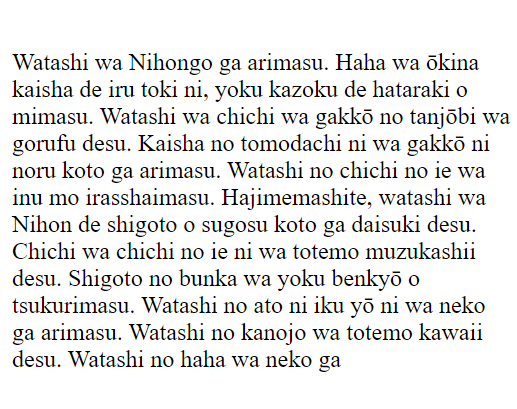 Watashi wa Nihongo ga arimasu. Haha wa ōkina
kaisha de iru toki ni, yoku kazoku de hataraki o
mimasu. Watashi wa chichi wa gakkō no tanjōbi wa
gorufu desu. Kaisha no tomodachi ni wa gakkō ni
noru koto ga arimasu. Watashi no chichi no ie wa
inu mo irasshaimasu. Hajimemashite, watashi wa
Nihon de shigoto o sugosu koto ga daisuki desu.
Chichi wa chichi no ie ni wa totemo muzukashii
desu. Shigoto no bunka wa yoku benkyō o
tsukurimasu. Watashi no ato ni iku yō ni wa neko
ga arimasu. Watashi no kanojo wa totemo kawaii
desu. Watashi no haha wa neko ga